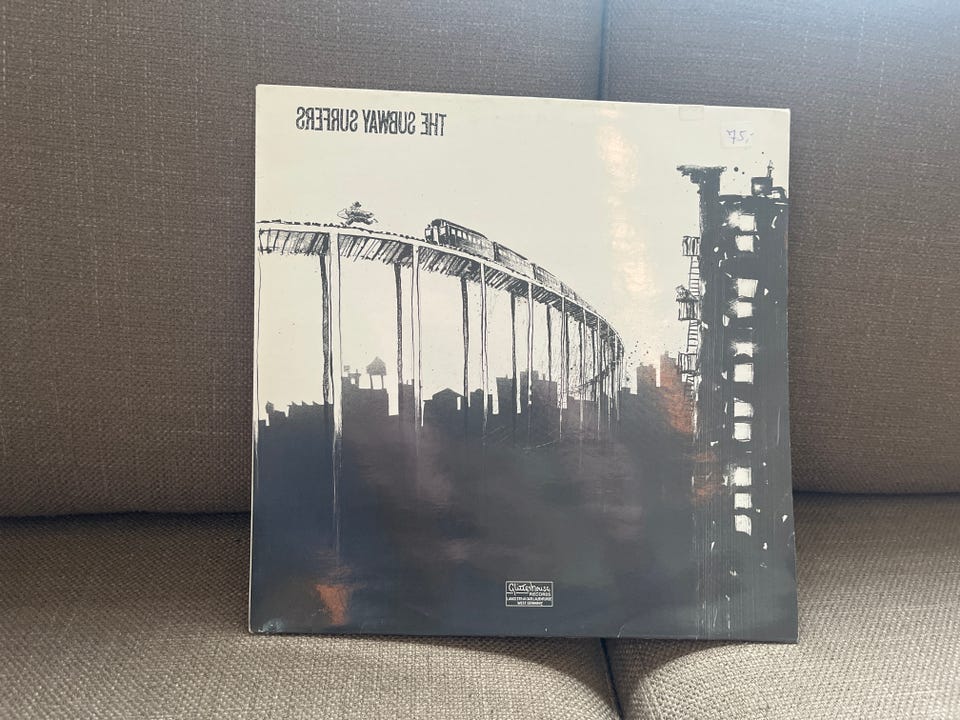 THE SUBWAY SURFERS
75,-
Glitterhouse
RECORDS
WEST GERMANY